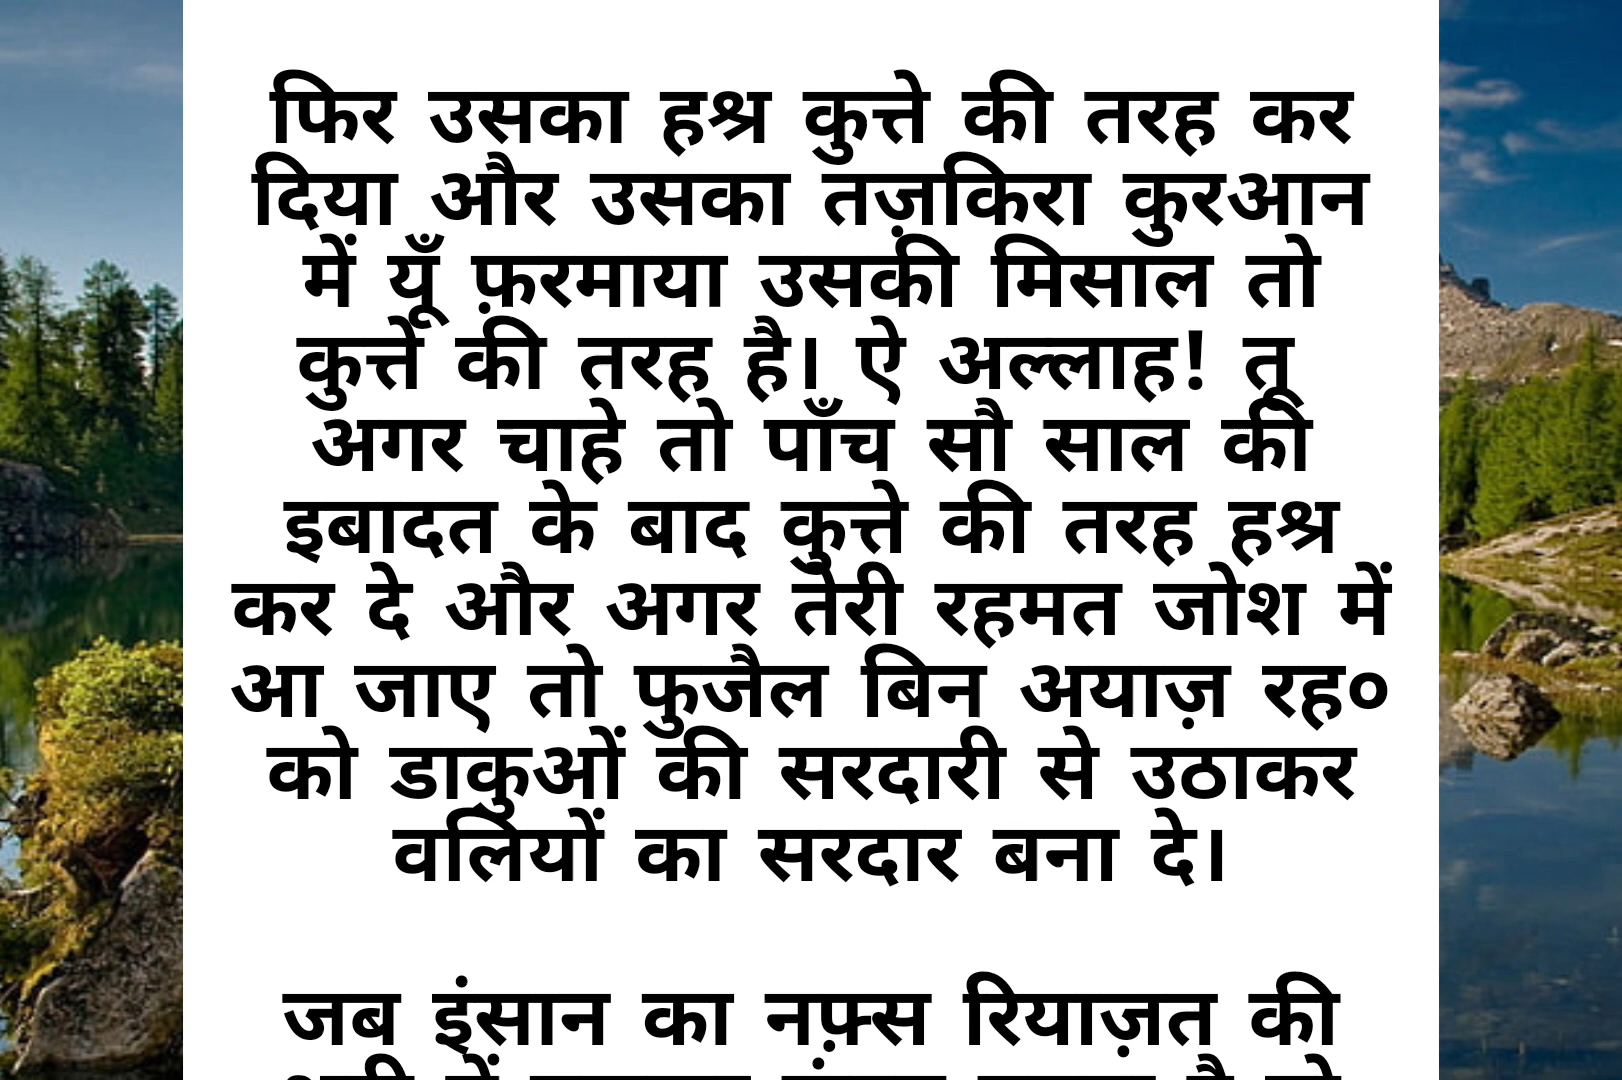 फिर उसका हश्र कुत्ते की तरह कर
दिया और उसका तज़किरा कुरआन
में यूँ फ़रमाया उसकी मिसाल तो
कुत्ते की तरह है। ऐ अल्लाह! तू
अगर चाहे तो पाँच सौ साल की
इबादत के बाद कुत्ते की तरह हश्र
कर दे और अगर तेरी रहमत जोश में
आ जाए तो फुजैल बिन अयाज़ रह०
को डाकुओं की सरदारी से उठाकर
वलियों का सरदार बना दे।
जब इंसान का नफ़्स रियाज़त की